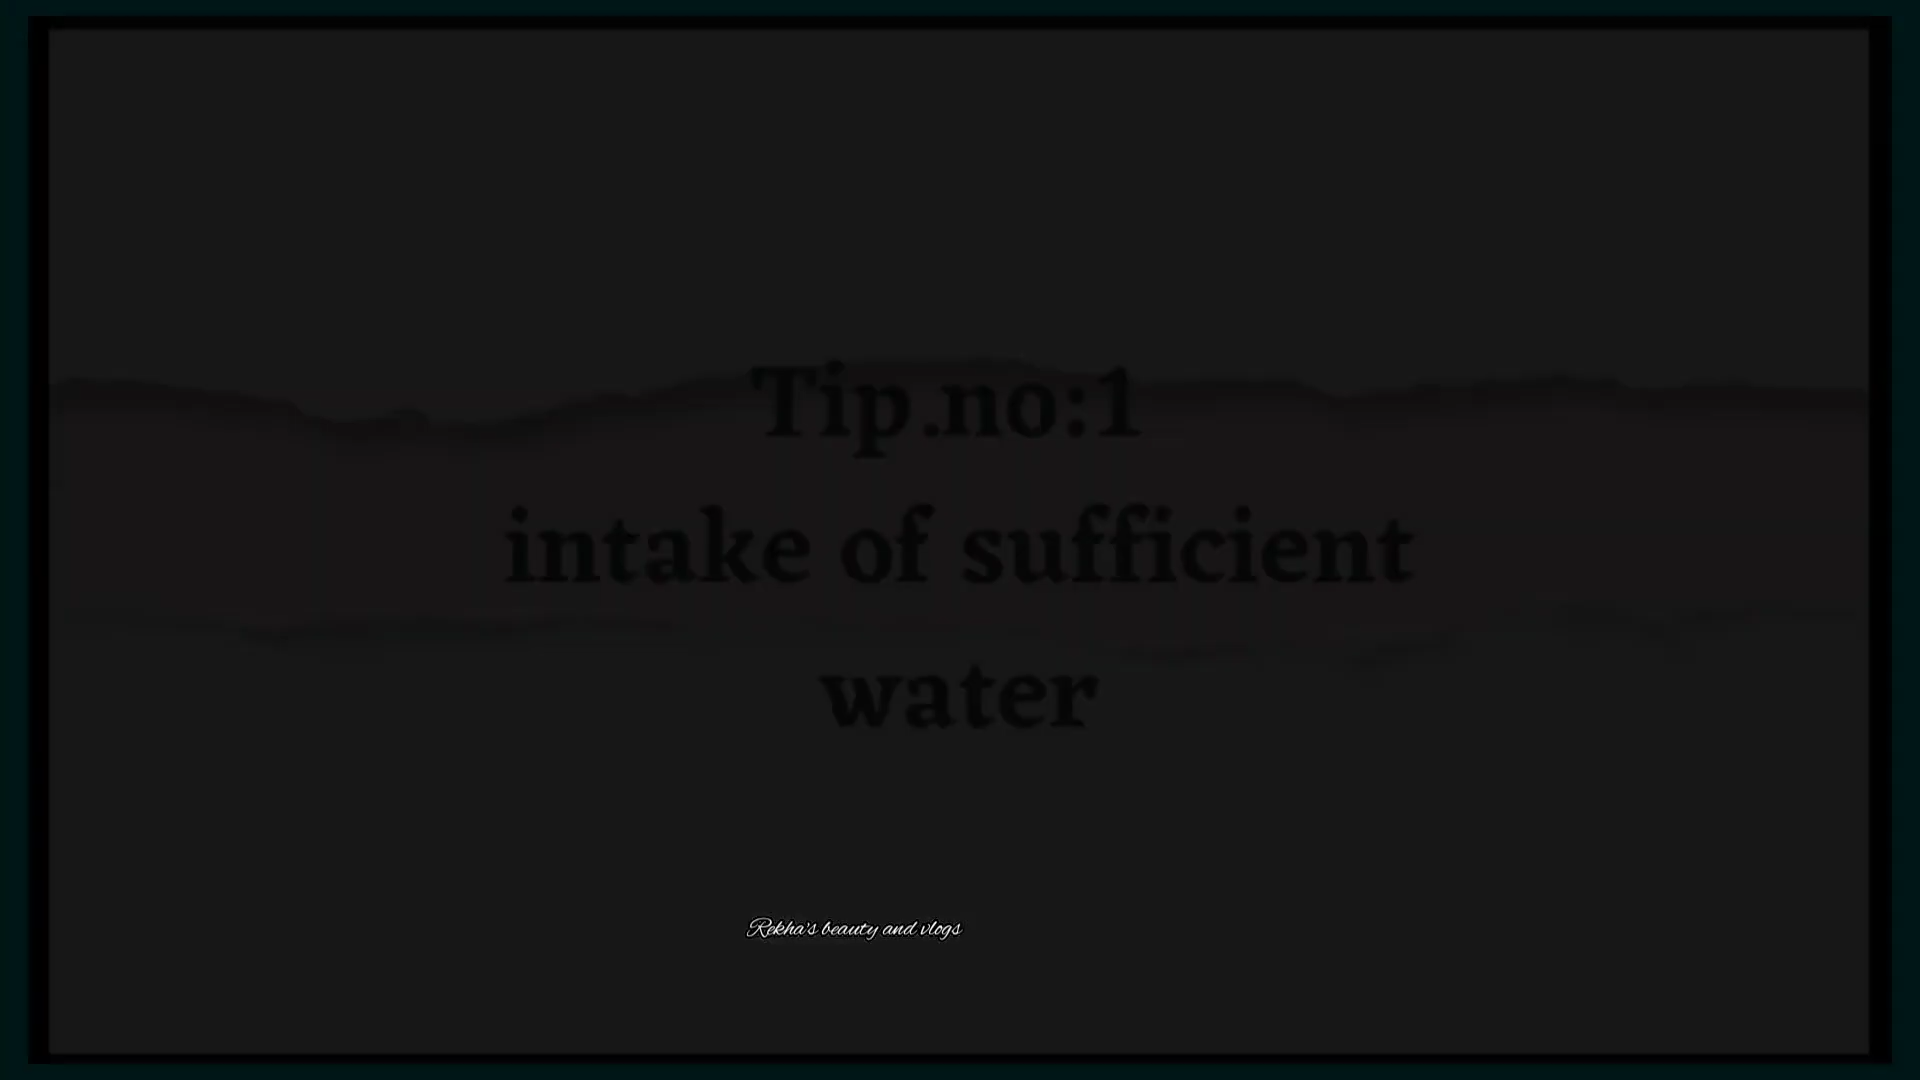 Tip.no:1
intake of sufficient
water
Rekha's beauty and vlogs